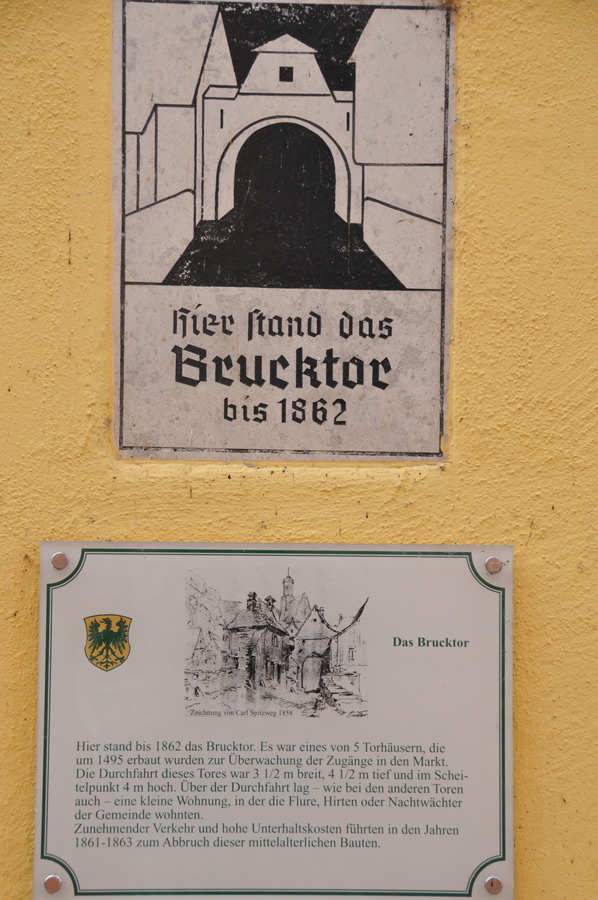 Hier stand das
Brucktor
bis 1862
Das Brucktor
Zeichnung von Carl Spitzweg 1858
Hier stand bis 1862 das Brucktor. Es war eines von 5 Torhäusern, die
um 1495 erbaut wurden zur Überwachung der Zugänge in den Markt.
Die Durchfahrt dieses Tores war 3 1/2 m breit, 4 1/2 m tief und im Schei-
telpunkt 4 m hoch. Über der Durchfahrt lag – wie bei den anderen Toren
auch – eine kleine Wohnung, in der die Flure, Hirten oder Nachtwächter
der Gemeinde wohnten.
Zunehmender Verkehr und hohe Unterhaltskosten führten in den Jahren
1861-1863 zum Abbruch dieser mittelalterlichen Bauten.